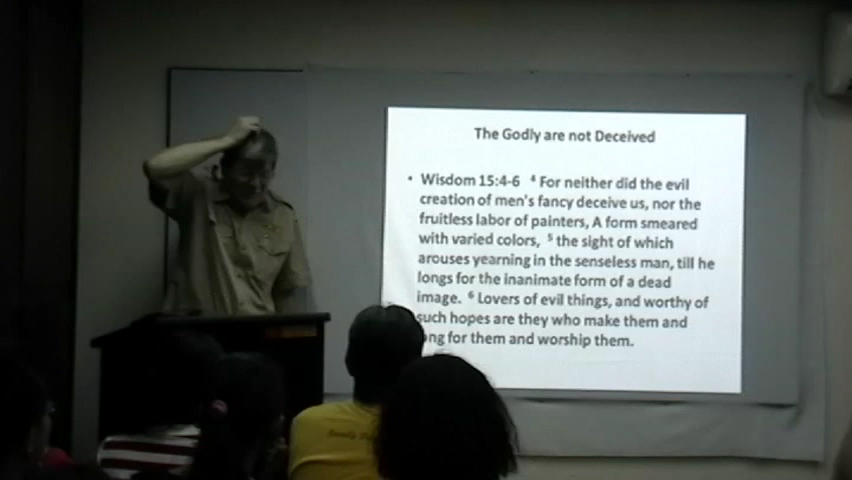 The Godly are not Deceived
• Wisdom 15:4-6 ⁴ For neither did the evil
creation of men's fancy deceive us, nor the
fruitless labor of painters, A form smeared
with varied colors, ⁵ the sight of which
arouses yearning in the senseless man, till he
longs for the inanimate form of a dead
image. ⁶ Lovers of evil things, and worthy of
such hopes are they who make them and
ong for them and worship them.